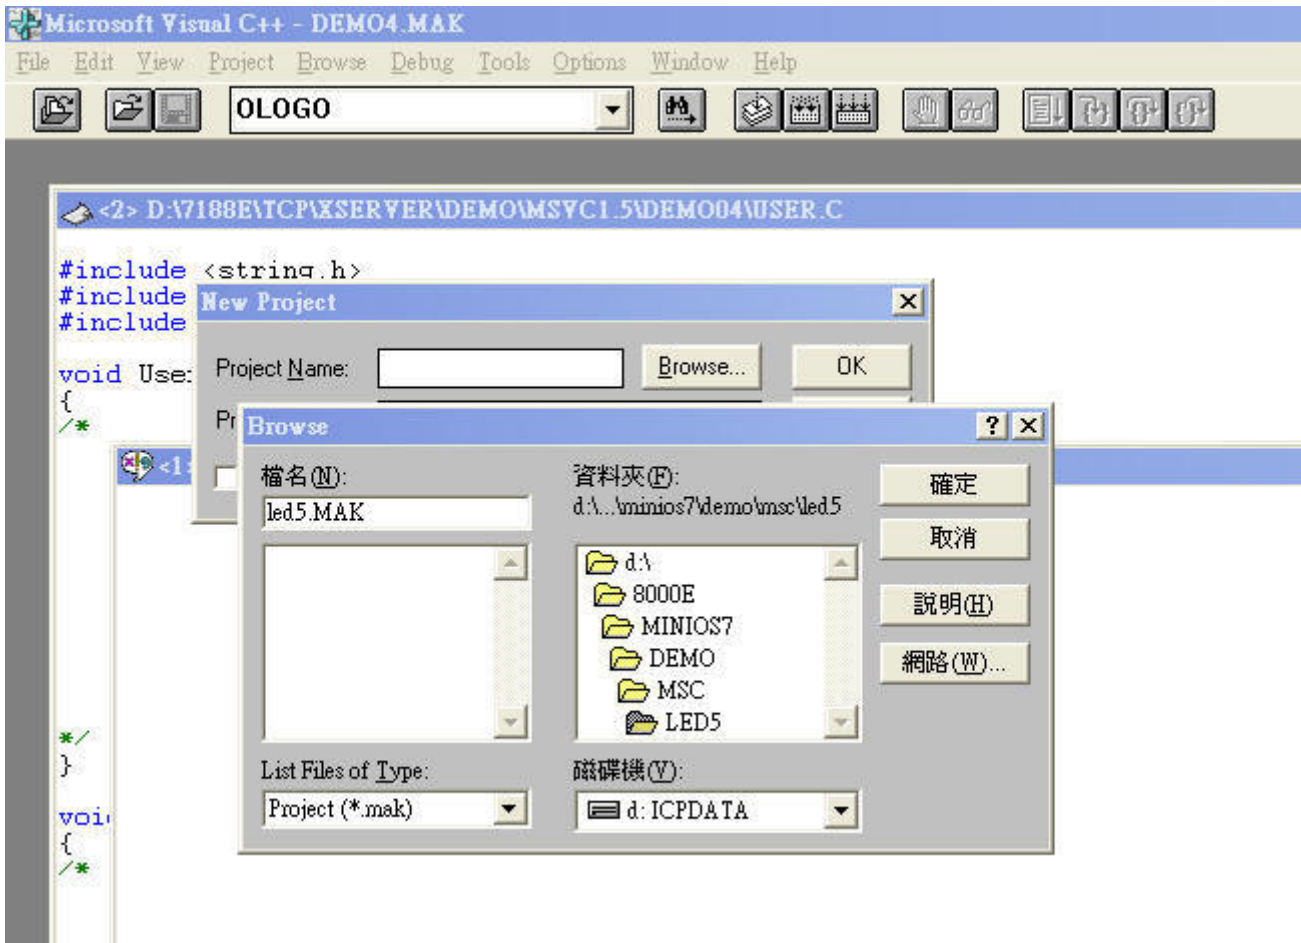 Microsoft Visual C++ - DEMO4.MAK
File Edit View Project Browse Debug Tools Options Window Help
OLOGO
<2> D:\7188E\TCP\XSERVER\DEMO\MSVC1.5\DEMO04\USER.C
#include <string.h>
#include
#include
New Project
Project Name:
Browse...
OK
void User
{
/*
Browse
<1>
檔名(N):
led5.MAK
資料夾(F):
d:\...\minios7\demo\msc\led5
確定
取消
說明(H)
網路(W)...
d:\
8000E
MINIOS7
DEMO
MSC
LED5
List Files of Type:
Project (*.mak)
磁碟機(V):
d: ICPDATA
*/
}
void
{
/*